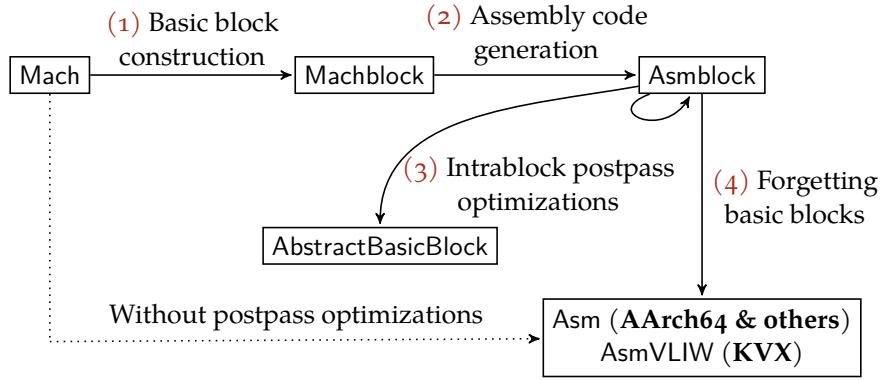 (1) Basic block
construction
(2) Assembly code
generation
Mach
Machblock
Asmblock
(3) Intrablock postpass
optimizations
(4) Forgetting
basic blocks
AbstractBasicBlock
Without postpass optimizations
Asm (AArch64 & others)
AsmVLIW (KVX)